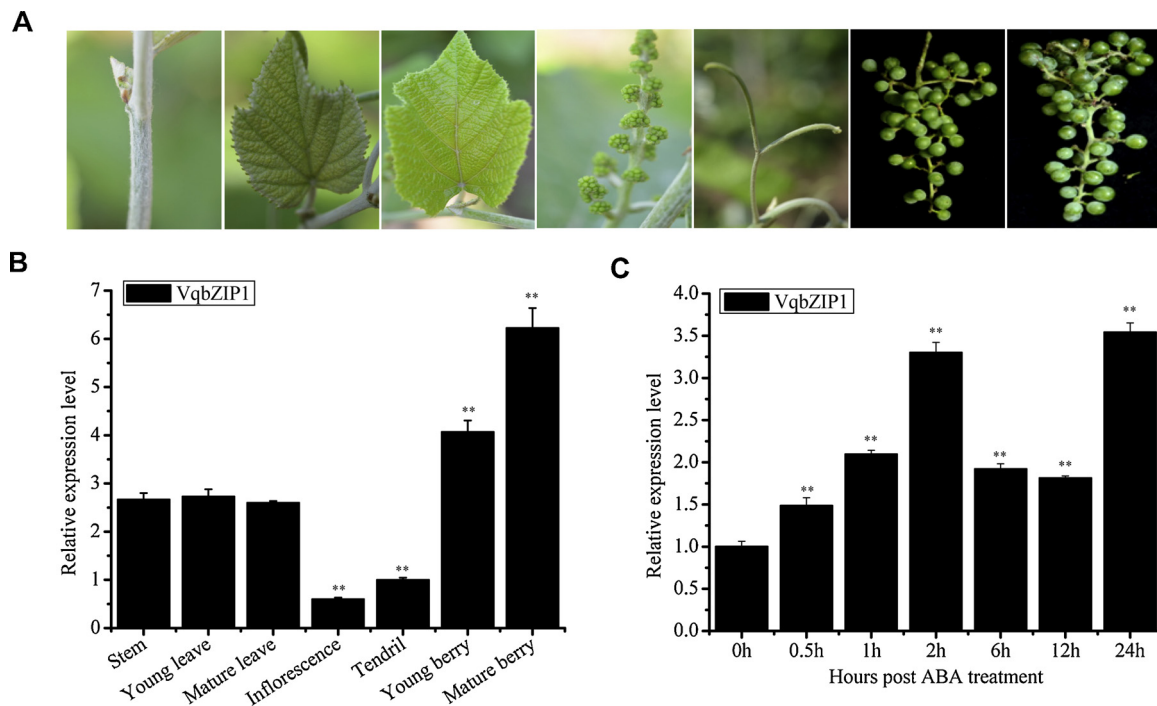 A
B
VqbZIP1
Relative expression level
7
6
5
4
3
2
1
0
**
**
**
**
Stem
Young leave
Mature leave
Inflorescence
Tendril
Young berry
Mature berry
C
VqbZIP1
Relative expression level
4.0
3.5
3.0
2.5
2.0
1.5
1.0
0.5
0.0
**
**
**
**
**
**
0h 0.5h 1h 2h 6h 12h 24h
Hours post ABA treatment